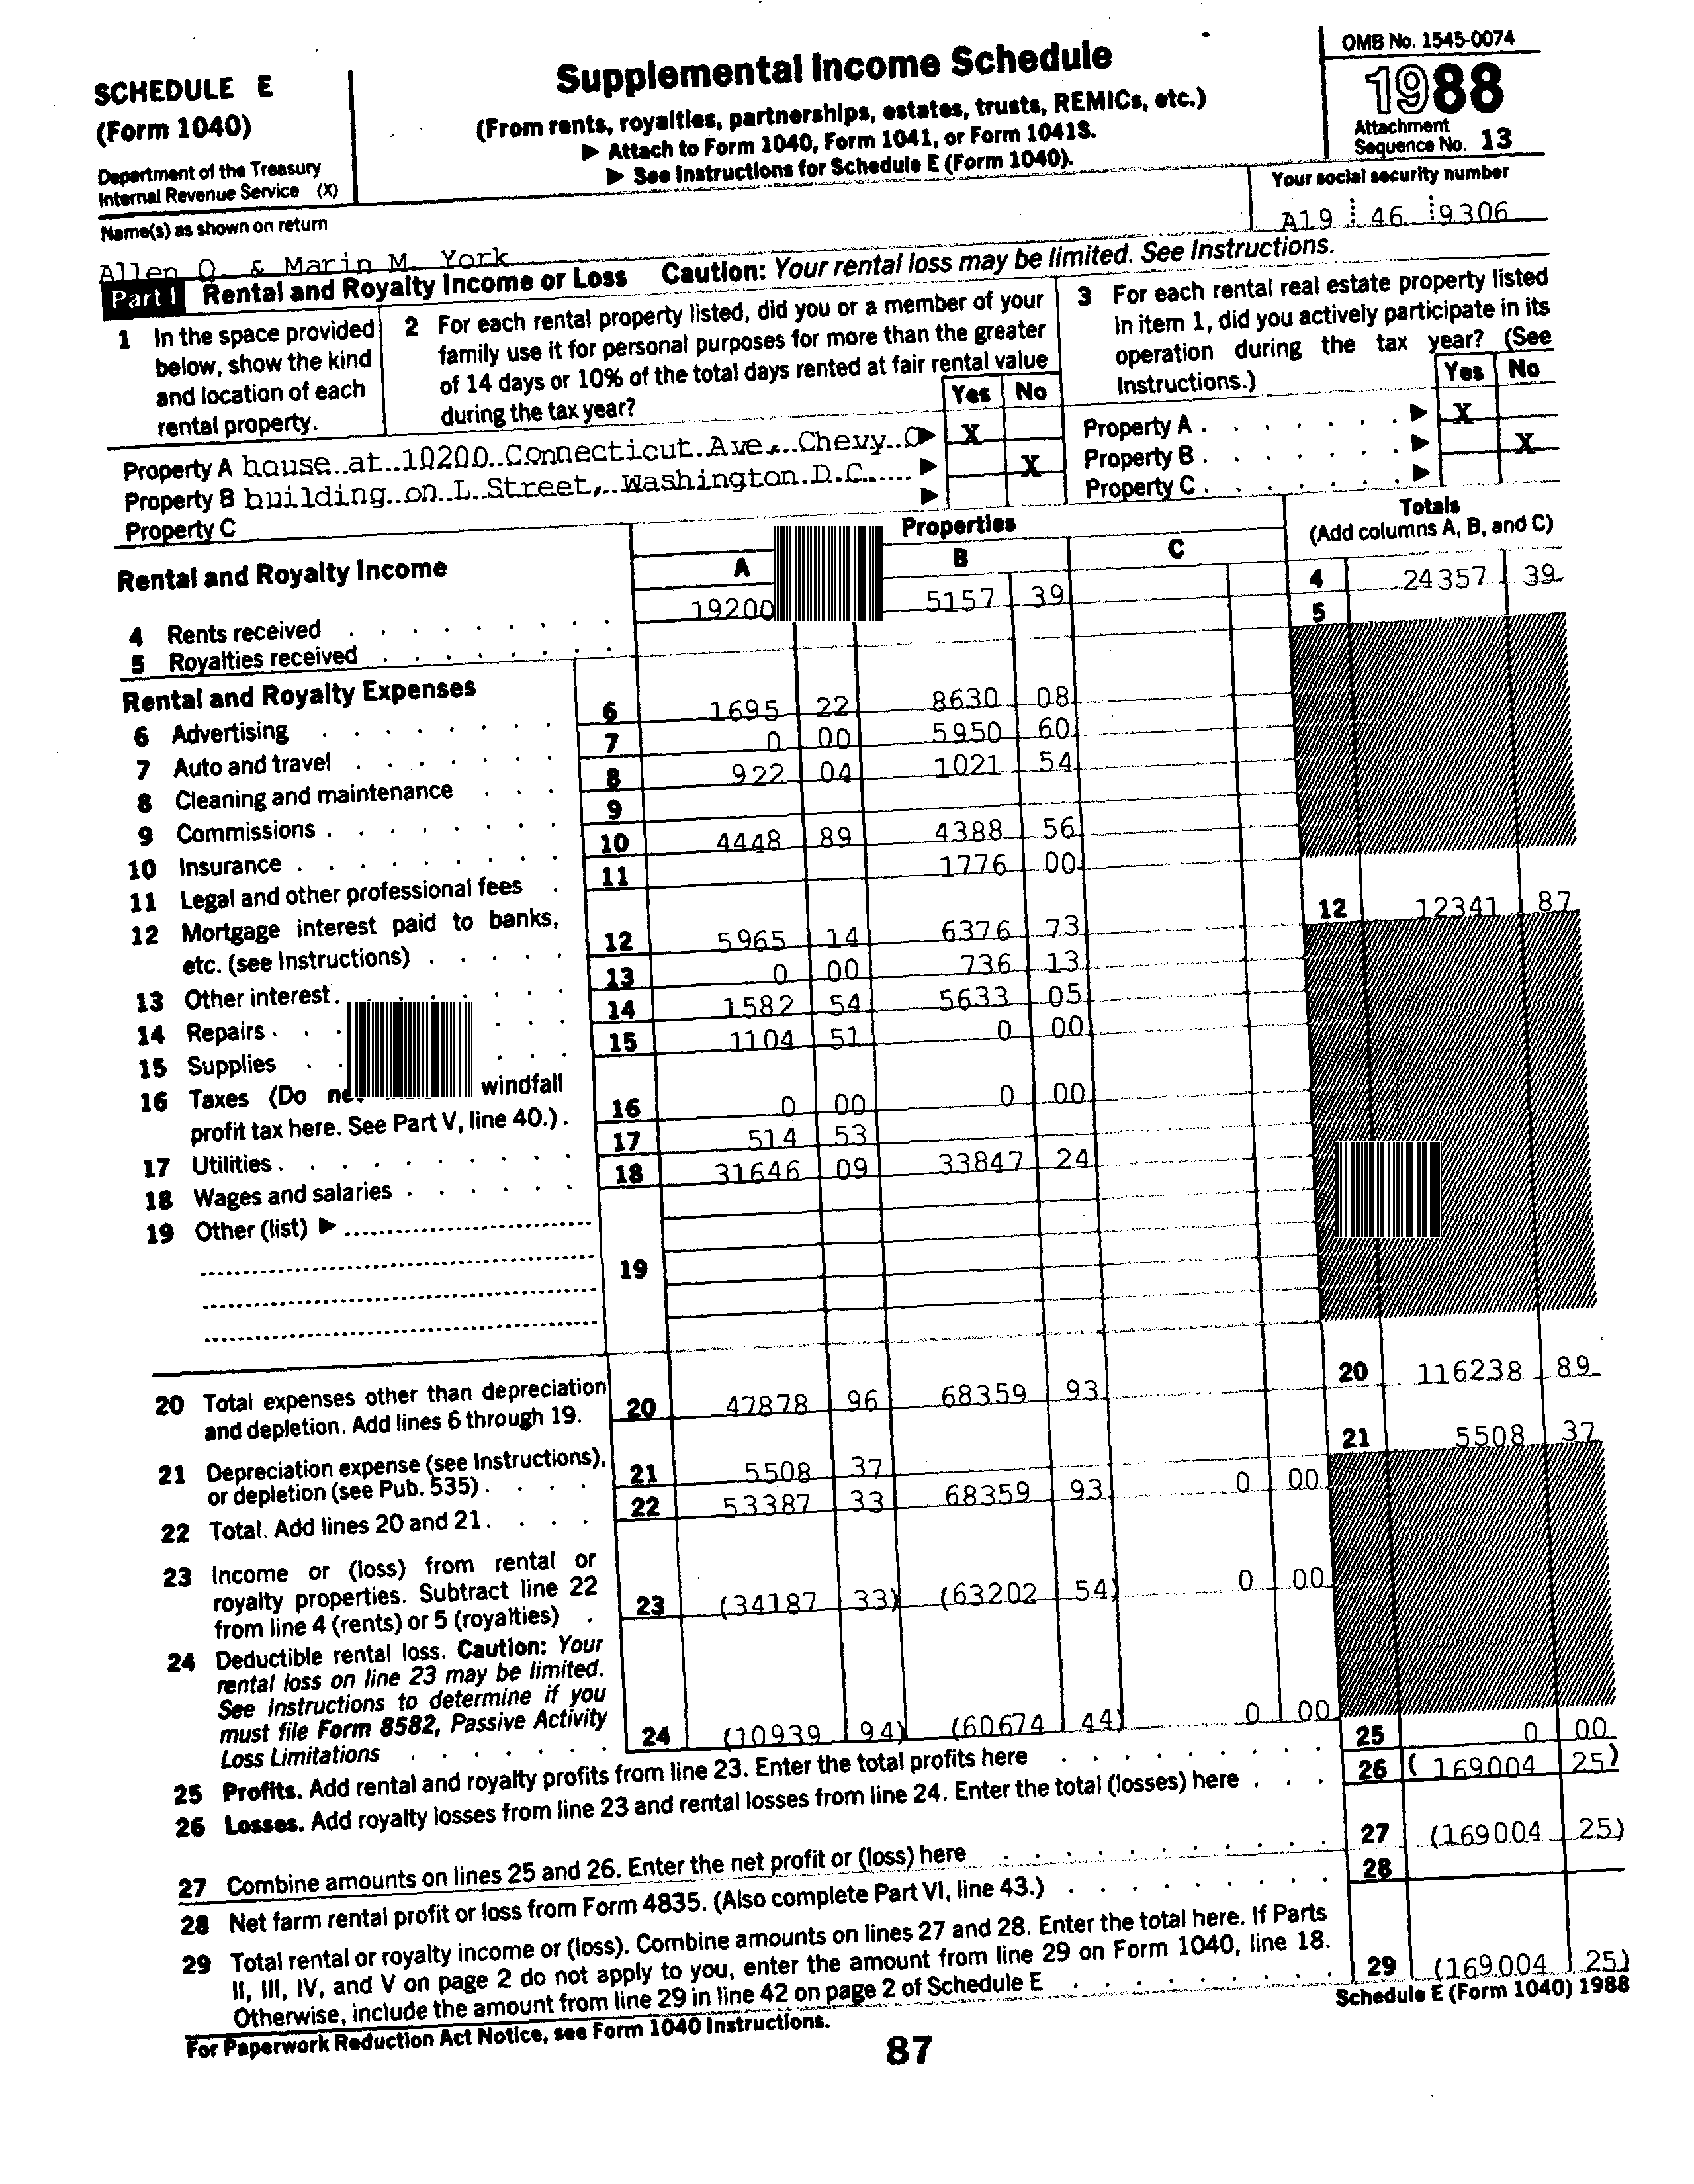 SCHEDULE E
(Form 1040)
Department of the Treasury
Internal Revenue Service (X)
Supplemental Income Schedule
(From rents, royalties, partnerships, estates, trusts, REMICs, etc.)
▶ Attach to Form 1040, Form 1041, or Form 1041S.
▶ See Instructions for Schedule E (Form 1040).
OMB No. 1545-0074
1988
Attachment
Sequence No. 13
Name(s) as shown on return
Allen Q. & Marin M. York
Your social security number
A19 46 9306
Part I Rental and Royalty Income or Loss Caution: Your rental loss may be limited. See Instructions.
1 In the space provided
below, show the kind
and location of each
rental property.
2 For each rental property listed, did you or a member of your
family use it for personal purposes for more than the greater
of 14 days or 10% of the total days rented at fair rental value
during the tax year?
Yes No
3 For each rental real estate property listed
in item 1, did you actively participate in its
operation during the tax year? (See
Instructions.)
Yes No
Property A house at 10200 Connecticut Ave, Chevy C ▶ X
Property B building on L Street, Washington D.C. ▶ X
Property C ▶
Property A . . . . . . . ▶ X
Property B . . . . . . . ▶ X
Property C . . . . . . . ▶
Rental and Royalty Income
Properties
A B C
Totals
(Add columns A, B, and C)
4 Rents received 19200 5157 39 4 24357 39
5 Royalties received 5
Rental and Royalty Expenses
6 Advertising 6 1695 22 8630 08
7 Auto and travel 7 0 00 5950 60
8 Cleaning and maintenance 8 922 04 1021 54
9 Commissions 9
10 Insurance 10 4448 89 4388 56
11 Legal and other professional fees 11 1776 00
12 Mortgage interest paid to banks,
etc. (see Instructions) 12 5965 14 6376 73 12 12341 87
13 Other interest 13 0 00 736 13
14 Repairs 14 1582 54 5633 05
15 Supplies 15 1104 51 0 00
16 Taxes (Do windfall
profit tax here. See Part V, line 40.) 16 0 00 0 00
17 Utilities 17 514 53
18 Wages and salaries 18 31646 09 33847 24
19 Other (list) ▶
19
20 Total expenses other than depreciation
and depletion. Add lines 6 through 19. 20 47878 96 68359 93 20 116238 89
21 Depreciation expense (see Instructions),
or depletion (see Pub. 535) 21 5508 37 21 5508 37
22 Total. Add lines 20 and 21 22 53387 33 68359 93 0 00
23 Income or (loss) from rental or
royalty properties. Subtract line 22
from line 4 (rents) or 5 (royalties) 23 (34187 33) (63202 54) 0 00
24 Deductible rental loss. Caution: Your
rental loss on line 23 may be limited.
See Instructions to determine if you
must file Form 8582, Passive Activity
Loss Limitations 24 (10939 94) (60674 44) 0 00
25 Profits. Add rental and royalty profits from line 23. Enter the total profits here 25 0 00
26 Losses. Add royalty losses from line 23 and rental losses from line 24. Enter the total (losses) here 26 (169004 25)
27 Combine amounts on lines 25 and 26. Enter the net profit or (loss) here 27 (169004 25)
28 Net farm rental profit or loss from Form 4835. (Also complete Part VI, line 43.) 28
29 Total rental or royalty income or (loss). Combine amounts on lines 27 and 28. Enter the total here. If Parts
II, III, IV, and V on page 2 do not apply to you, enter the amount from line 29 on Form 1040, line 18.
Otherwise, include the amount from line 29 in line 42 on page 2 of Schedule E 29 (169004 25)
For Paperwork Reduction Act Notice, see Form 1040 Instructions.
Schedule E (Form 1040) 1988
87